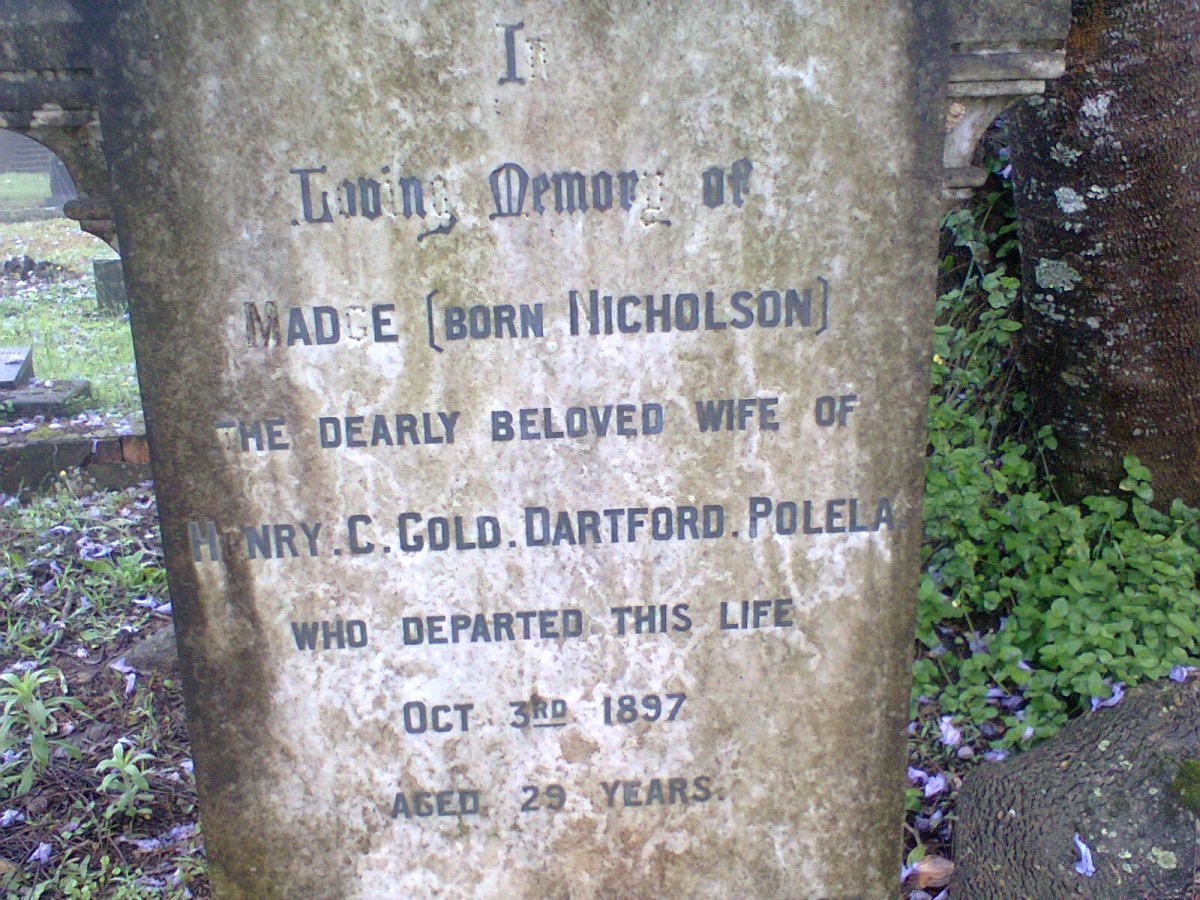 In
Loving Memory of
MADGE (BORN NICHOLSON)
THE DEARLY BELOVED WIFE OF
HENRY. C. GOLD. DARTFORD. POLELA.
WHO DEPARTED THIS LIFE
OCT 3RD 1897
AGED 29 YEARS.